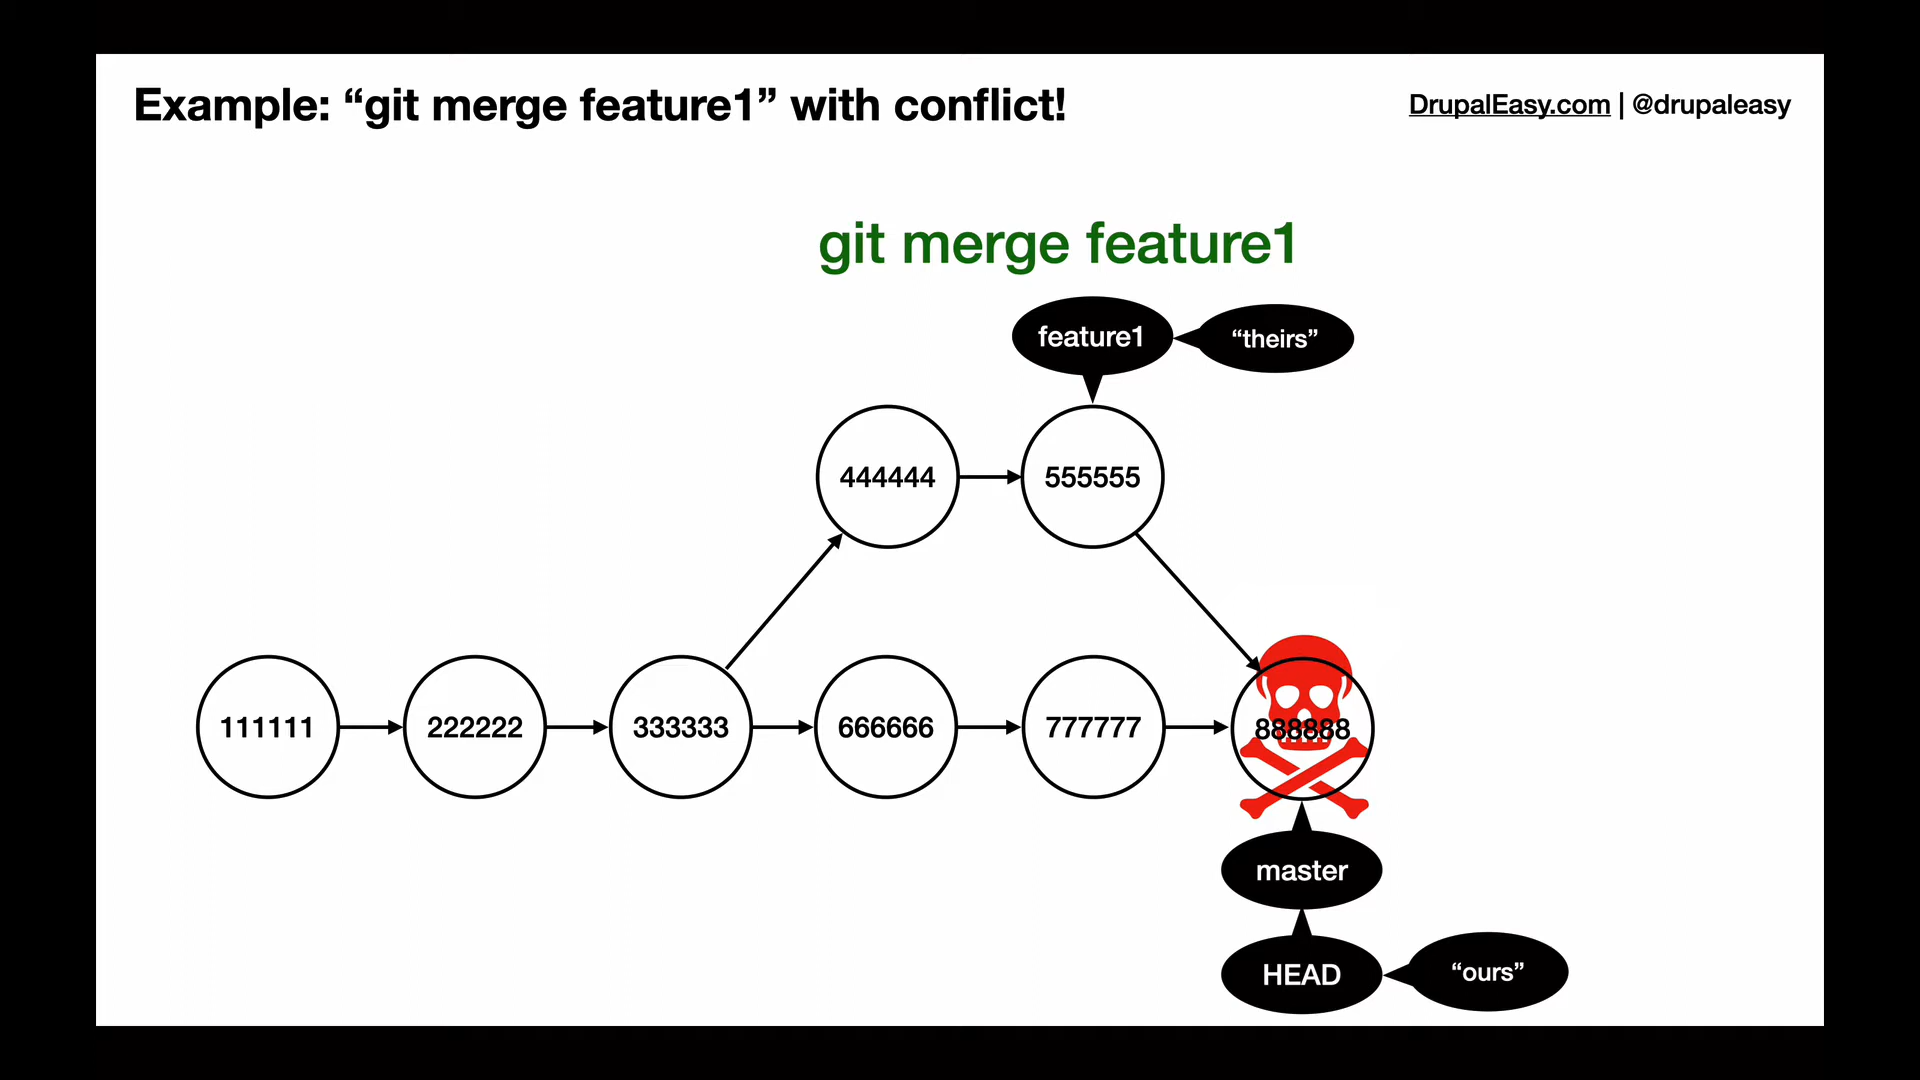 Example: “git merge feature1” with conflict!
DrupalEasy.com | @drupaleasy
git merge feature1
feature1
“theirs”
444444
555555
111111
222222
333333
666666
777777
888888
master
HEAD
“ours”